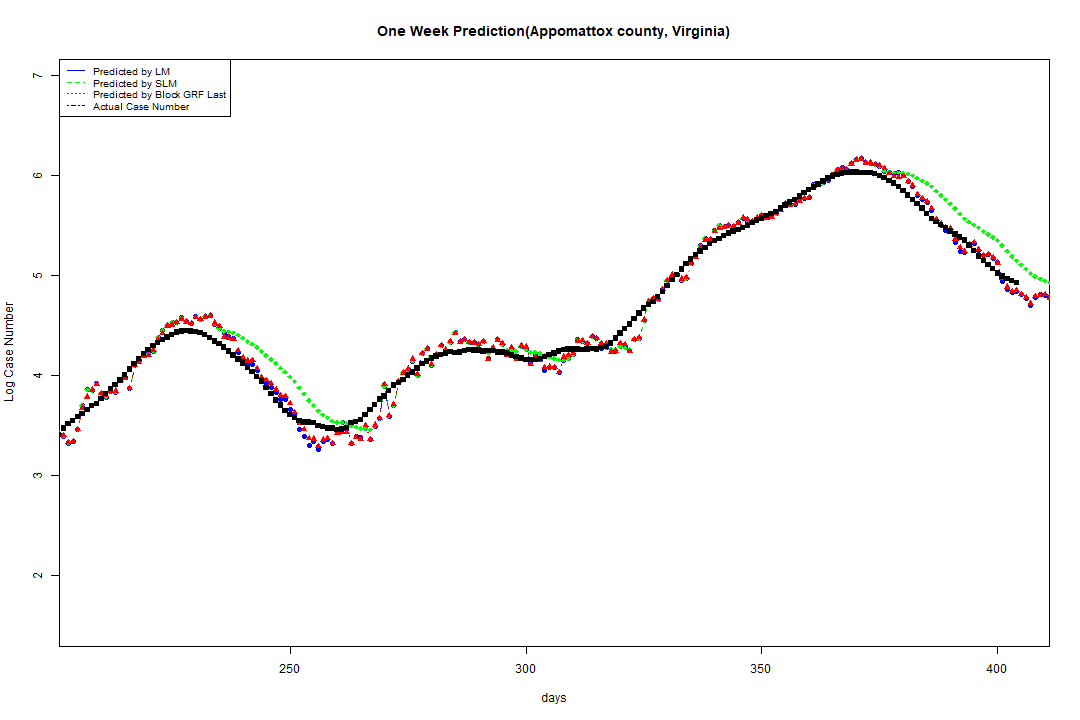 One Week Prediction(Appomattox county, Virginia)
Predicted by LM
Predicted by SLM
Predicted by Block GRF Last
Actual Case Number
7
6
5
4
3
2
Log Case Number
250 300 350 400
days